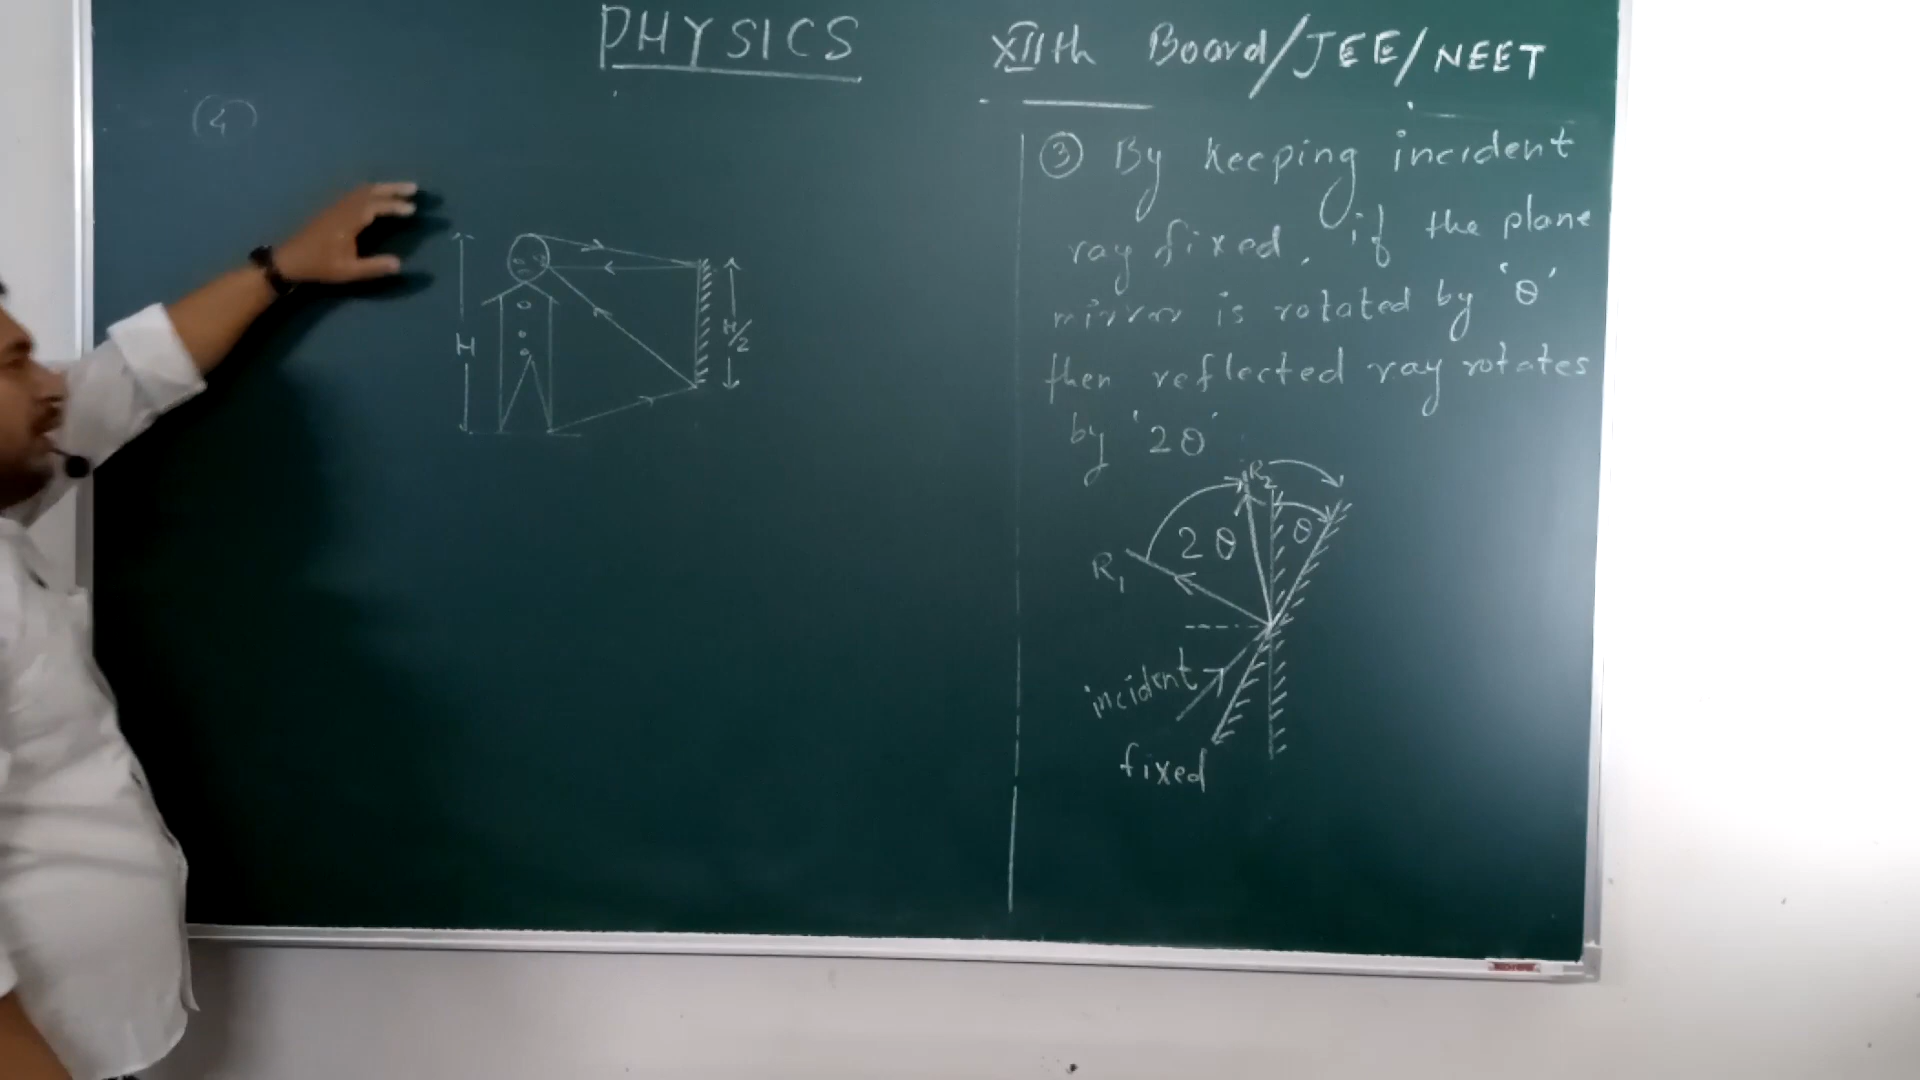 PHYSICS
XIIth Board/JEE/NEET
4
H
H/2
③ By keeping incident
ray fixed, if the plane
mirror is rotated by 'θ'
then reflected ray rotates
by '2θ'
R2
2θ
θ
R1
incident
fixed